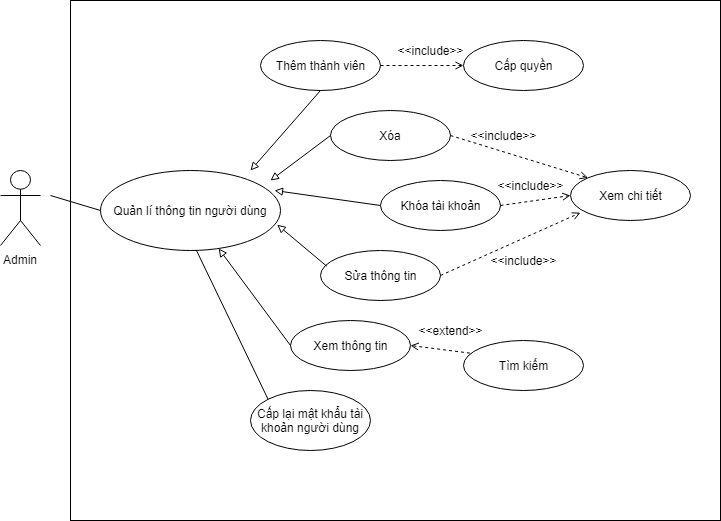 <<include>>
Thêm thành viên
Cấp quyền
Xóa
<<include>>
Quản lí thông tin người dùng
Khóa tài khoản
<<include>>
Xem chi tiết
Admin
Sửa thông tin
<<include>>
Xem thông tin
<<extend>>
Tìm kiếm
Cấp lại mật khẩu tài
khoản người dùng